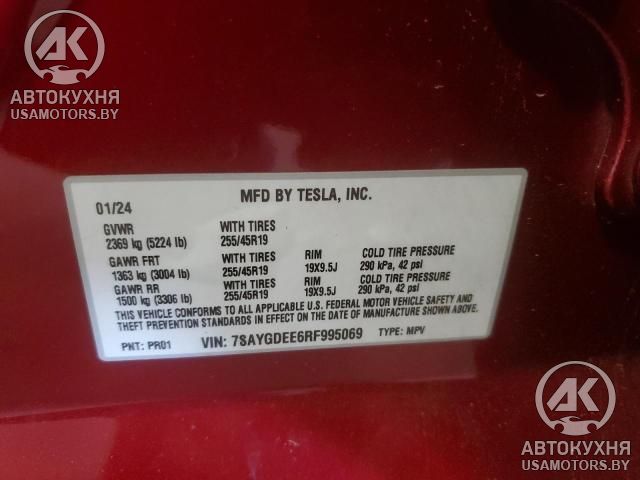 АК
АВТОКУХНЯ
USAMOTORS.BY
MFD BY TESLA, INC.
01/24
GVWR WITH TIRES
2369 kg (5224 lb) 255/45R19
GAWR FRT WITH TIRES RIM COLD TIRE PRESSURE
1363 kg (3004 lb) 255/45R19 19X9.5J 290 kPa, 42 psi
GAWR RR WITH TIRES RIM COLD TIRE PRESSURE
1500 kg (3306 lb) 255/45R19 19X9.5J 290 kPa, 42 psi
THIS VEHICLE CONFORMS TO ALL APPLICABLE U.S. FEDERAL MOTOR VEHICLE SAFETY AND
THEFT PREVENTION STANDARDS IN EFFECT ON THE DATE OF MANUFACTURE SHOWN ABOVE.
PNT: PR01 VIN: 7SAYGDEE6RF995069 TYPE: MPV
АК
АВТОКУХНЯ
USAMOTORS.BY